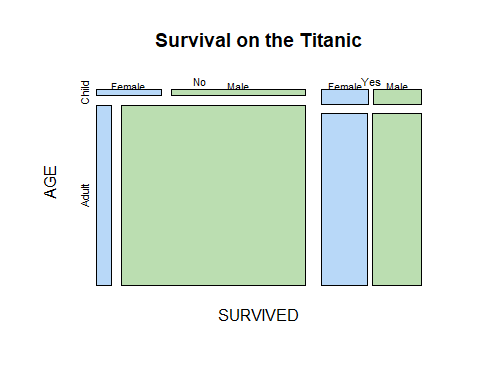 Survival on the Titanic
No Yes
Female Male Female Male
Child
Adult
AGE
SURVIVED